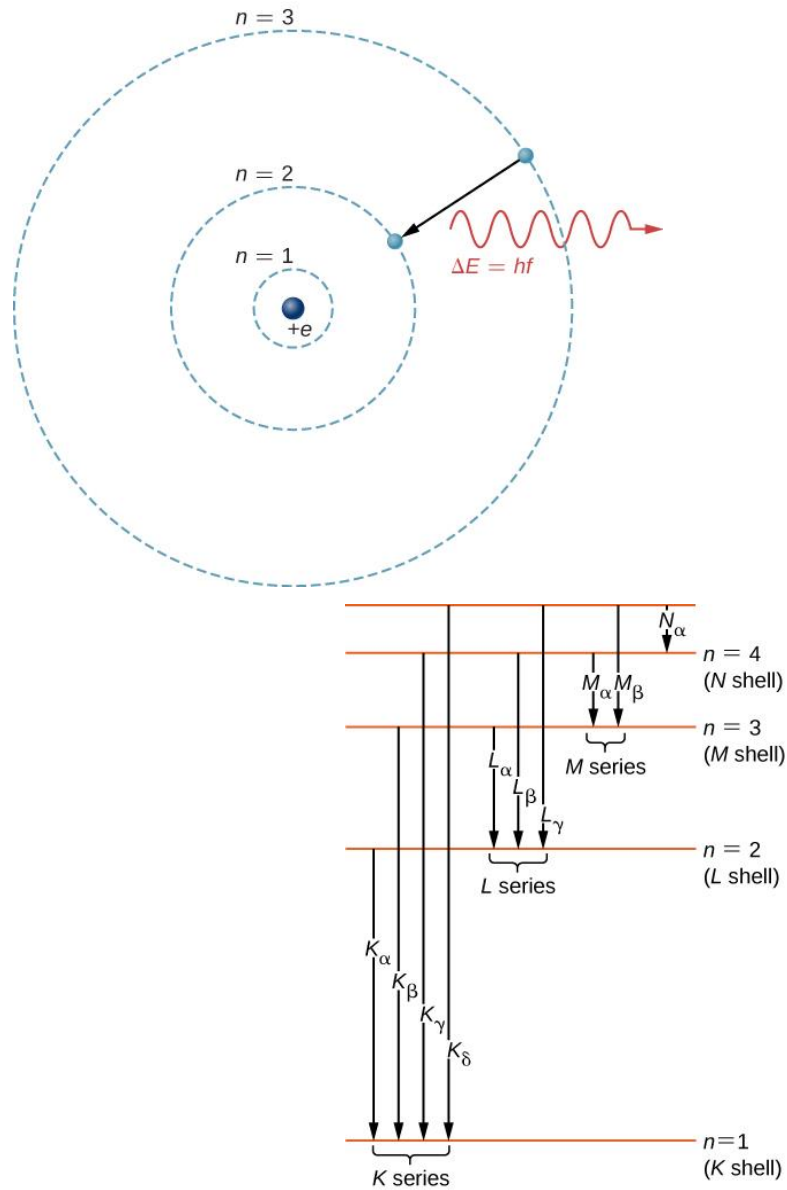 n = 3
n = 2
n = 1
+e
ΔE = hf
Nα
n = 4
(N shell)
Mα
Mβ
n = 3
(M shell)
M series
Lα
Lβ
Lγ
n = 2
(L shell)
L series
Kα
Kβ
Kγ
Kδ
n=1
(K shell)
K series